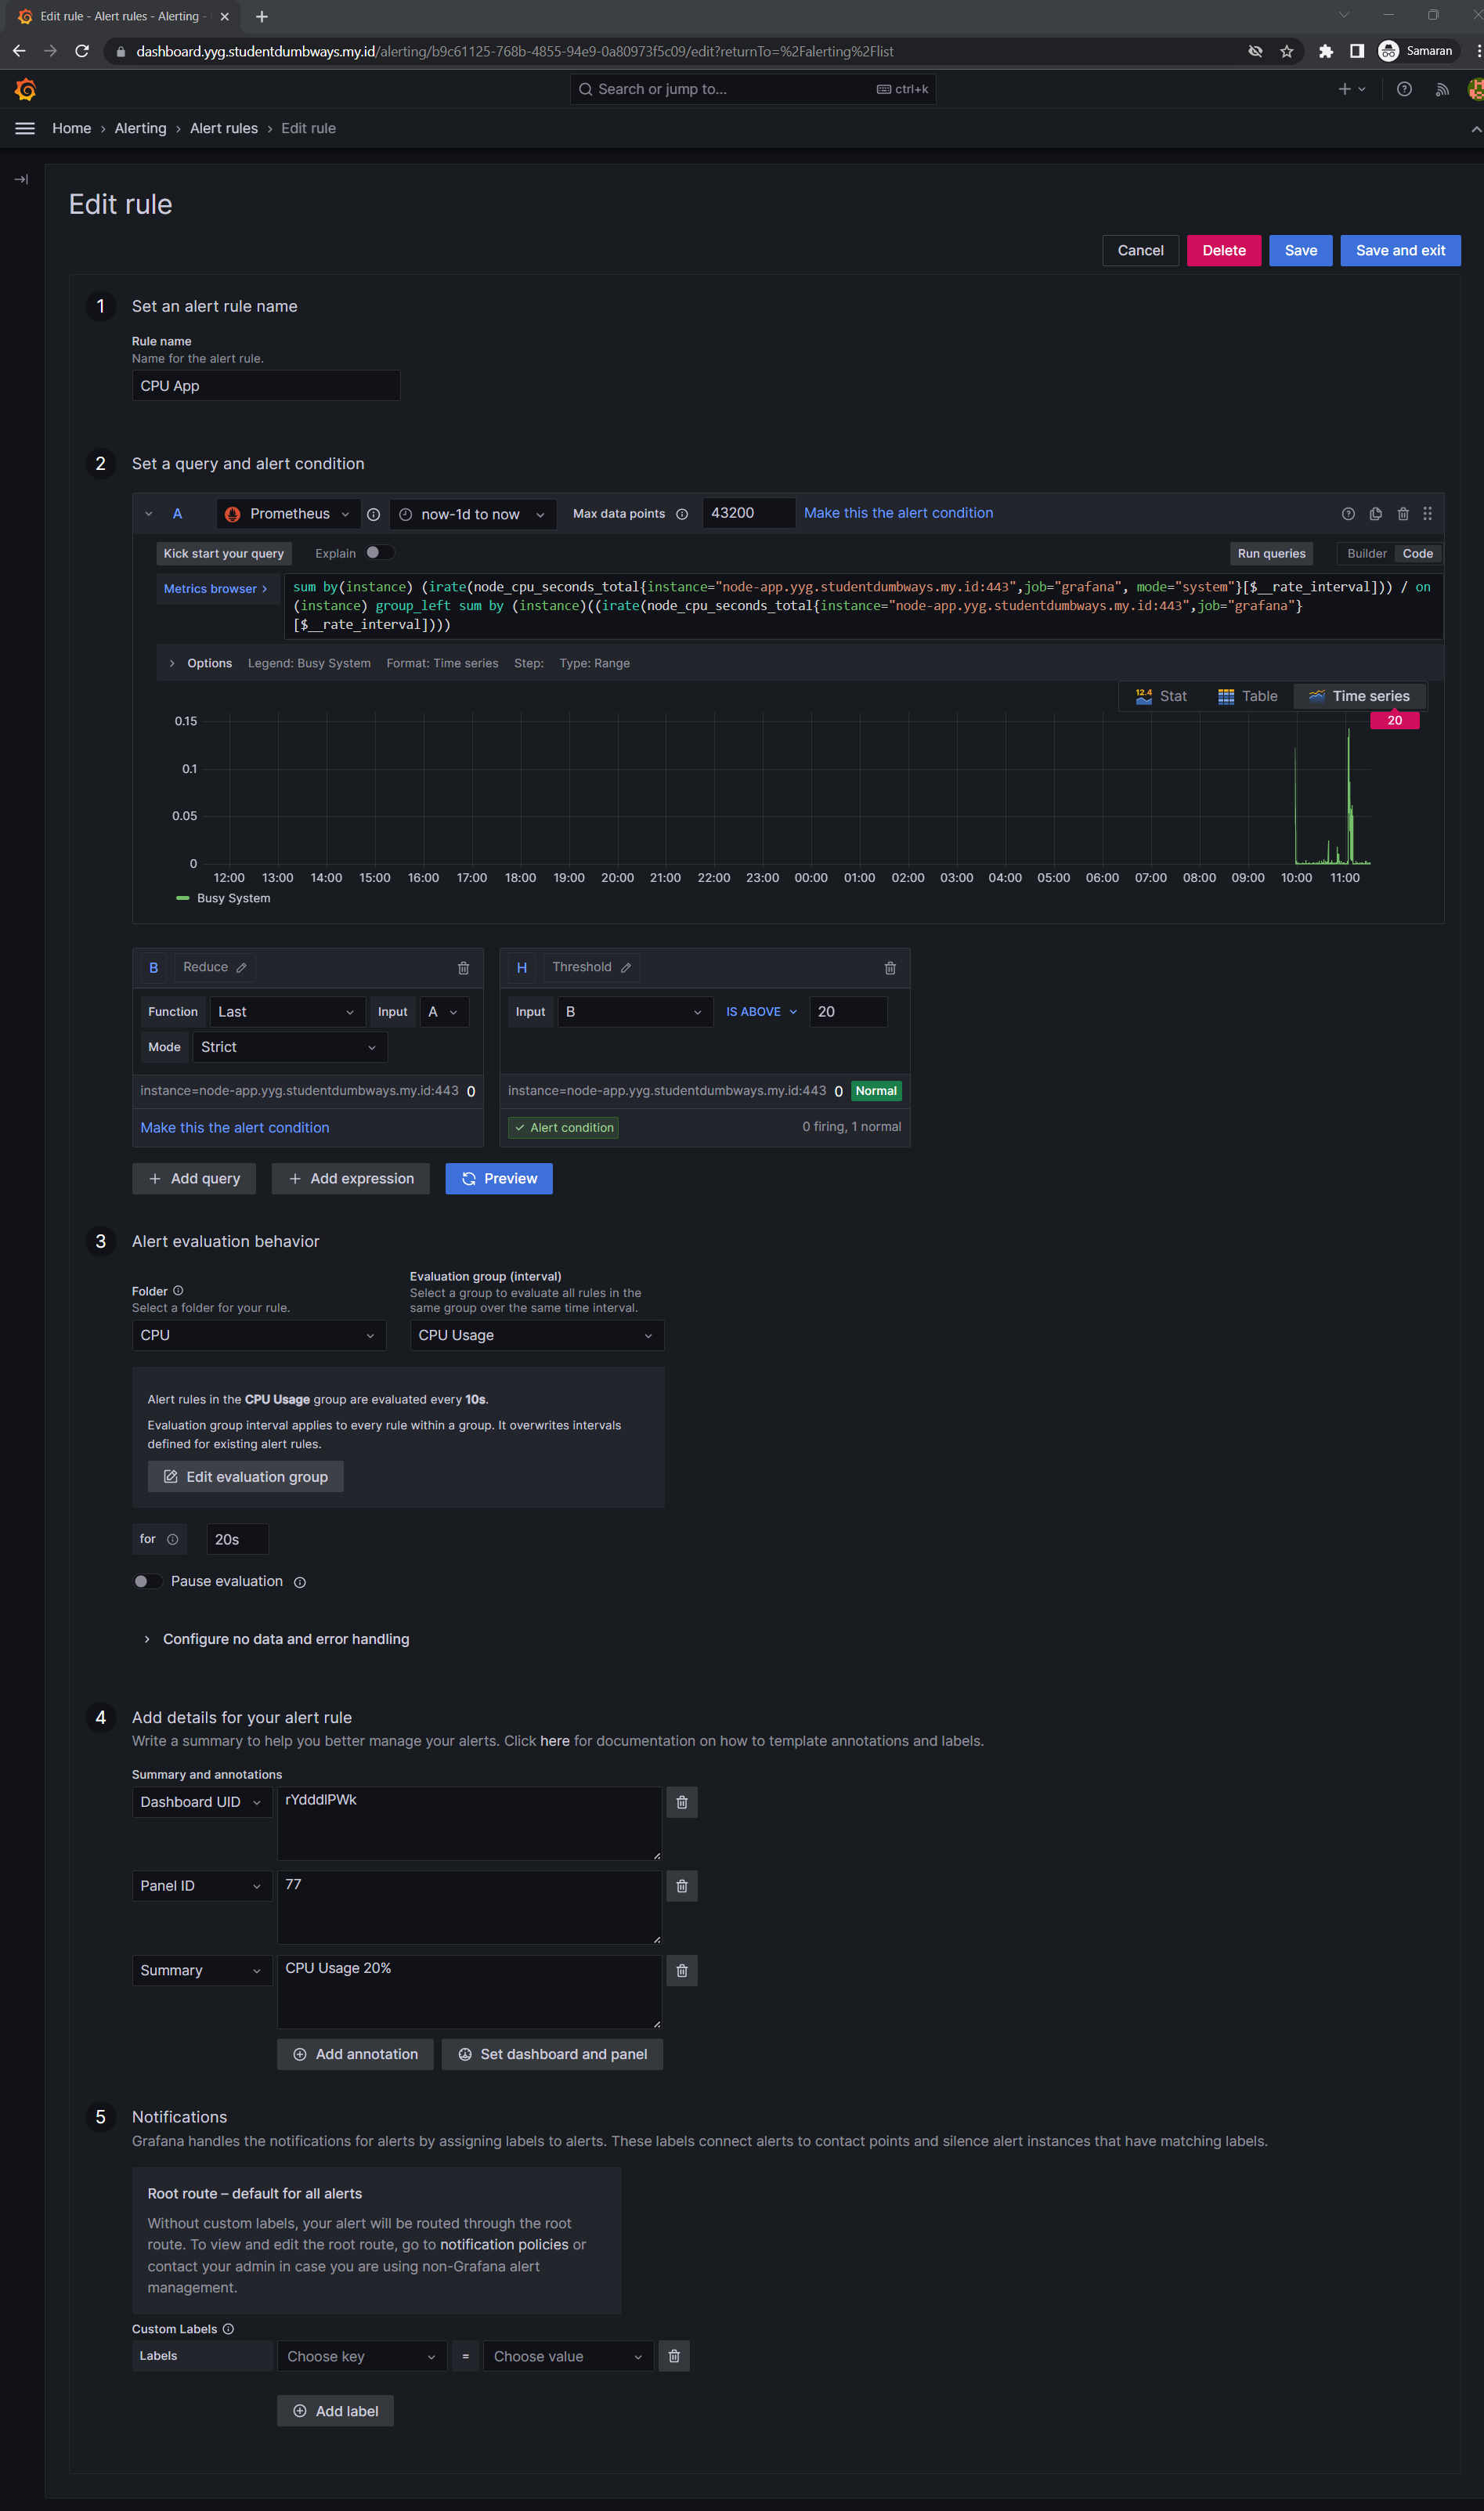 Edit rule - Alert rules - Alerting -
dashboard.yyg.studentdumbways.my.id/alerting/b9c61125-768b-4855-94e9-0a80973f5c09/edit?returnTo=%2Falerting%2Flist
Samaran
Search or jump to...
ctrl+k
Home › Alerting › Alert rules › Edit rule
Edit rule
Cancel
Delete
Save
Save and exit
1
Set an alert rule name
Rule name
Name for the alert rule.
CPU App
2
Set a query and alert condition
A
Prometheus
now-1d to now
Max data points
43200
Make this the alert condition
Kick start your query
Explain
Run queries
Builder
Code
Metrics browser >
sum by(instance) (irate(node_cpu_seconds_total{instance="node-app.yyg.studentdumbways.my.id:443",job="grafana", mode="system"}[$__rate_interval])) / on
(instance) group_left sum by (instance)((irate(node_cpu_seconds_total{instance="node-app.yyg.studentdumbways.my.id:443",job="grafana"}
[$__rate_interval])))
Options
Legend: Busy System
Format: Time series
Step:
Type: Range
12.4
Stat
Table
Time series
20
0.15
0.1
0.05
0
12:00 13:00 14:00 15:00 16:00 17:00 18:00 19:00 20:00 21:00 22:00 23:00 00:00 01:00 02:00 03:00 04:00 05:00 06:00 07:00 08:00 09:00 10:00 11:00
Busy System
B
Reduce
Function
Last
Input
A
Mode
Strict
instance=node-app.yyg.studentdumbways.my.id:443 0
Make this the alert condition
H
Threshold
Input
B
IS ABOVE
20
instance=node-app.yyg.studentdumbways.my.id:443 0 Normal
Alert condition
0 firing, 1 normal
Add query
Add expression
Preview
3
Alert evaluation behavior
Folder
Select a folder for your rule.
CPU
Evaluation group (interval)
Select a group to evaluate all rules in the
same group over the same time interval.
CPU Usage
Alert rules in the CPU Usage group are evaluated every 10s.
Evaluation group interval applies to every rule within a group. It overwrites intervals
defined for existing alert rules.
Edit evaluation group
for
20s
Pause evaluation
Configure no data and error handling
4
Add details for your alert rule
Write a summary to help you better manage your alerts. Click here for documentation on how to template annotations and labels.
Summary and annotations
Dashboard UID
rYdddlPWk
Panel ID
77
Summary
CPU Usage 20%
Add annotation
Set dashboard and panel
5
Notifications
Grafana handles the notifications for alerts by assigning labels to alerts. These labels connect alerts to contact points and silence alert instances that have matching labels.
Root route – default for all alerts
Without custom labels, your alert will be routed through the root
route. To view and edit the root route, go to notification policies or
contact your admin in case you are using non-Grafana alert
management.
Custom Labels
Labels
Choose key
=
Choose value
Add label